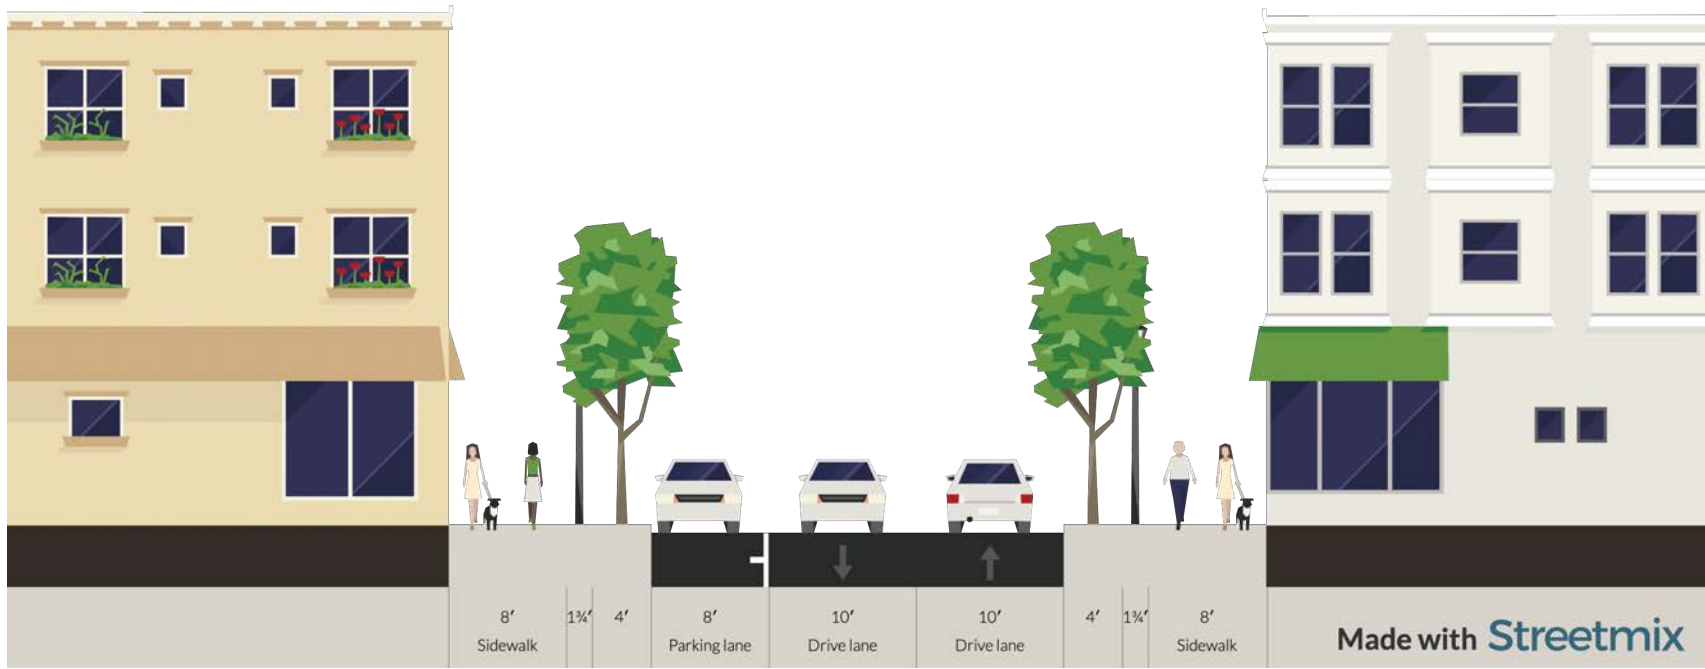 8′
Sidewalk
1¾′
4′
8′
Parking lane
10′
Drive lane
10′
Drive lane
4′
1¾′
8′
Sidewalk
Made with Streetmix